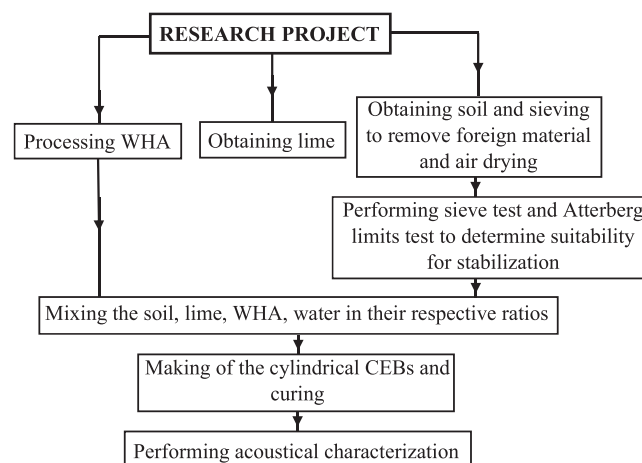 RESEARCH PROJECT
Processing WHA
Obtaining lime
Obtaining soil and sieving
to remove foreign material
and air drying
Performing sieve test and Atterberg
limits test to determine suitability
for stabilization
Mixing the soil, lime, WHA, water in their respective ratios
Making of the cylindrical CEBs and
curing
Performing acoustical characterization